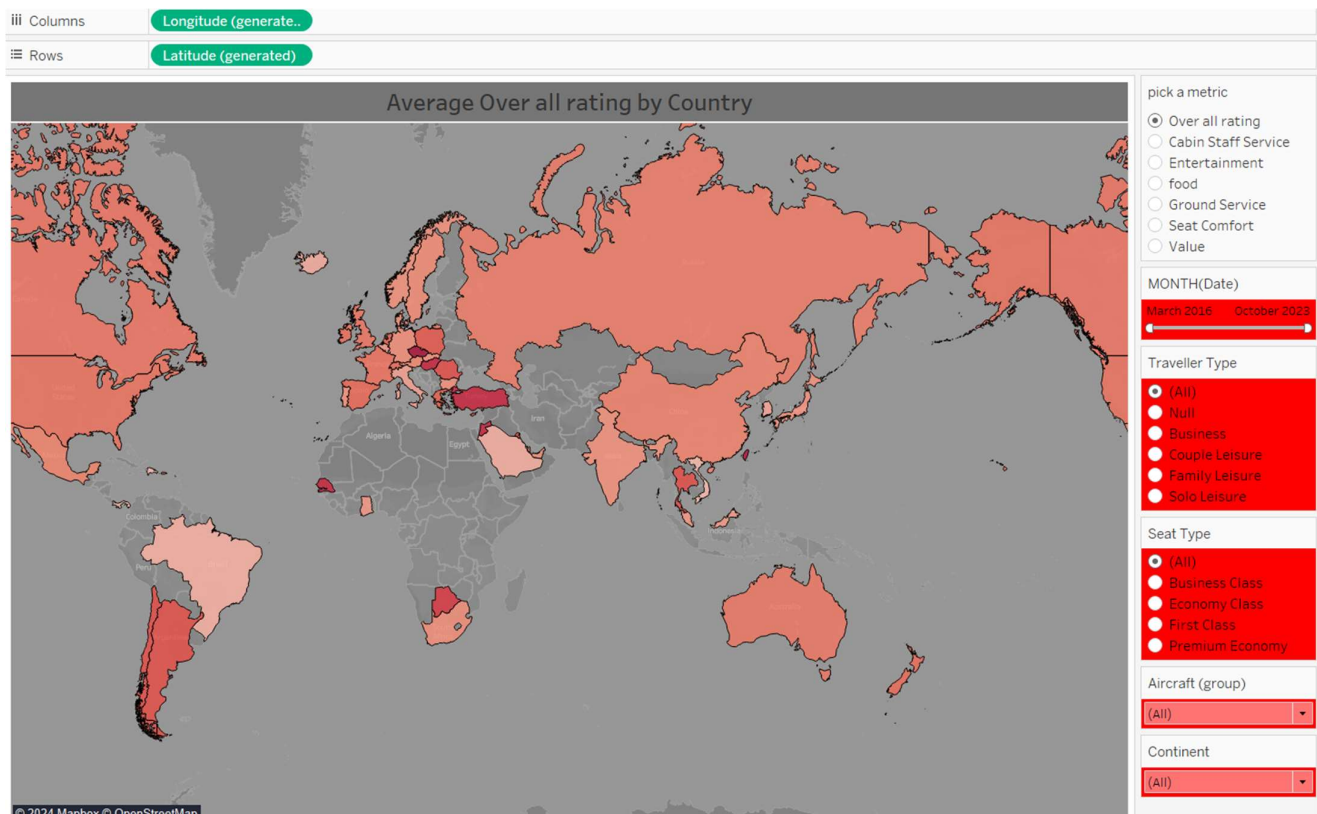 Columns
Longitude (generate..
Rows
Latitude (generated)
Average Over all rating by Country
Algeria
Egypt
Iran
Colombia
Peru
© 2024 Mapbox © OpenStreetMap
pick a metric
Over all rating
Cabin Staff Service
Entertainment
food
Ground Service
Seat Comfort
Value
MONTH(Date)
March 2016 October 2023
Traveller Type
(All)
Null
Business
Couple Leisure
Family Leisure
Solo Leisure
Seat Type
(All)
Business Class
Economy Class
First Class
Premium Economy
Aircraft (group)
(All)
Continent
(All)